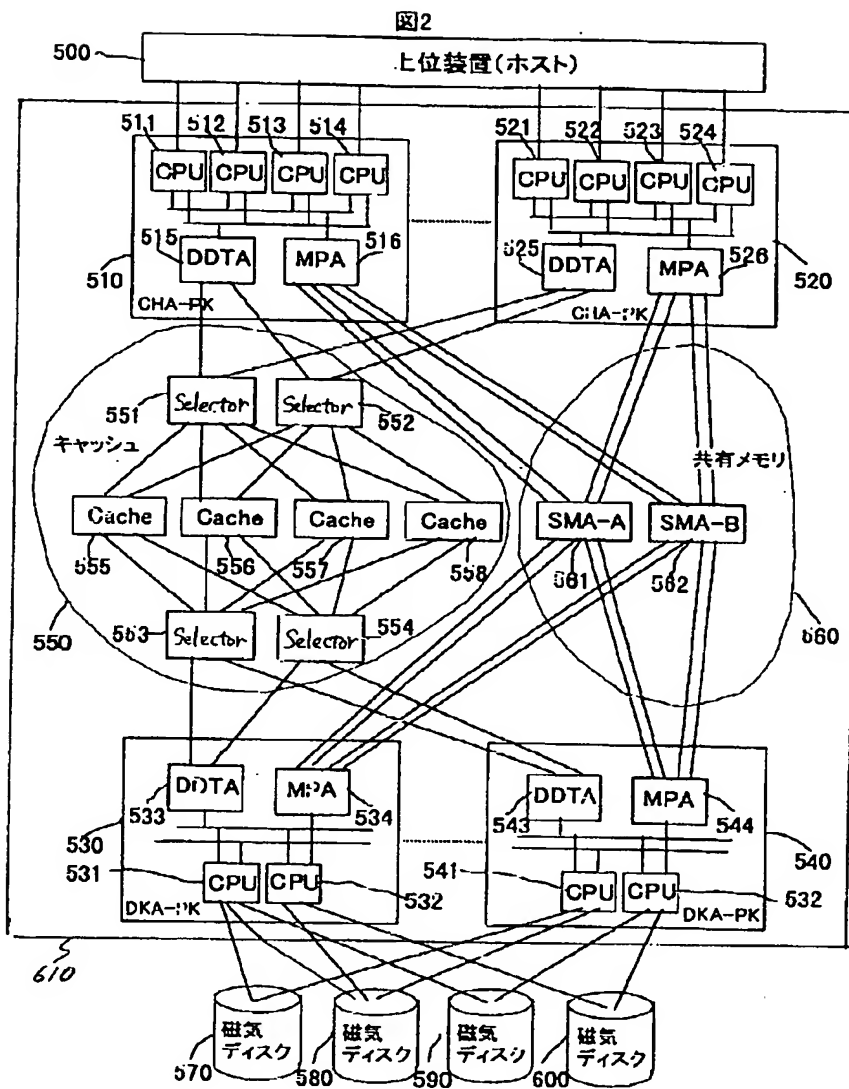 図2
500
上位装置(ホスト)
511
512
513
514
521
522
523
524
CPU
CPU
CPU
CPU
CPU
CPU
CPU
CPU
515
516
525
526
DDTA
MPA
DDTA
MPA
510
520
CHA-PK
CHA-PK
551
Selector
Selector
552
キャッシュ
共有メモリ
Cache
Cache
Cache
Cache
SMA-A
SMA-B
555
556
557
558
561
562
550
553
Selector
Selector
554
560
DDTA
MPA
DDTA
MPA
533
534
543
544
530
540
531
CPU
CPU
532
541
CPU
CPU
532
DKA-PK
DKA-PK
610
磁気
ディスク
磁気
ディスク
磁気
ディスク
磁気
ディスク
570
580
590
600